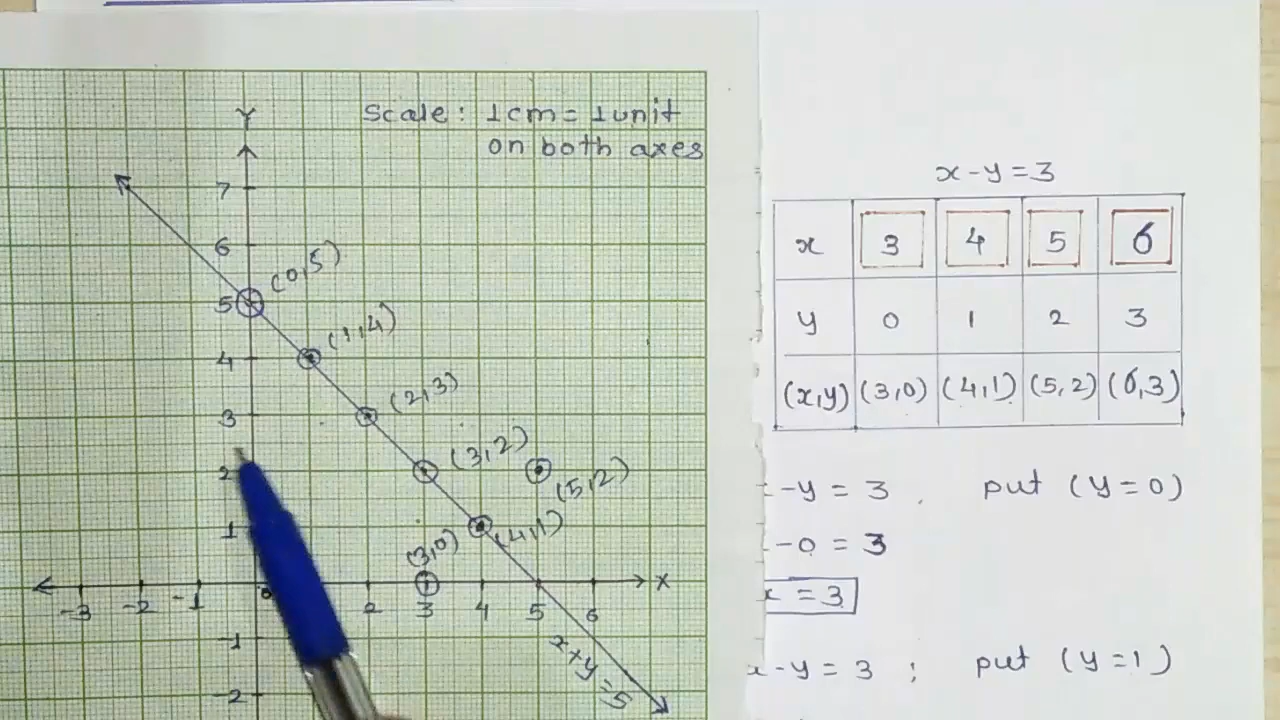 Scale: 1cm = 1unit
on both axes
Y
7
6
5
4
3
2
1
-1
-2
(0,5)
(1,4)
(2,3)
(3,2)
(5,2)
(4,1)
(3,0)
X
-3 -2 -1 0 2 3 4 5 6
x+y=5
x-y=3
x 3 4 5 6
y 0 1 2 3
(x,y) (3,0) (4,1) (5,2) (6,3)
-y = 3 , put (y=0)
-0 = 3
x = 3
x-y = 3 ; put (y=1)